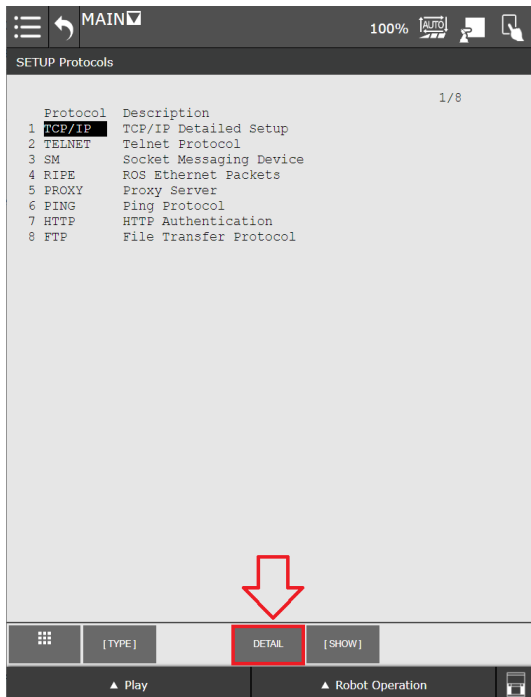 MAIN
100%
AUTO
SETUP Protocols
1/8
Protocol Description
1 TCP/IP TCP/IP Detailed Setup
2 TELNET Telnet Protocol
3 SM Socket Messaging Device
4 RIPE ROS Ethernet Packets
5 PROXY Proxy Server
6 PING Ping Protocol
7 HTTP HTTP Authentication
8 FTP File Transfer Protocol
[ TYPE ] DETAIL [ SHOW ]
▲ Play ▲ Robot Operation